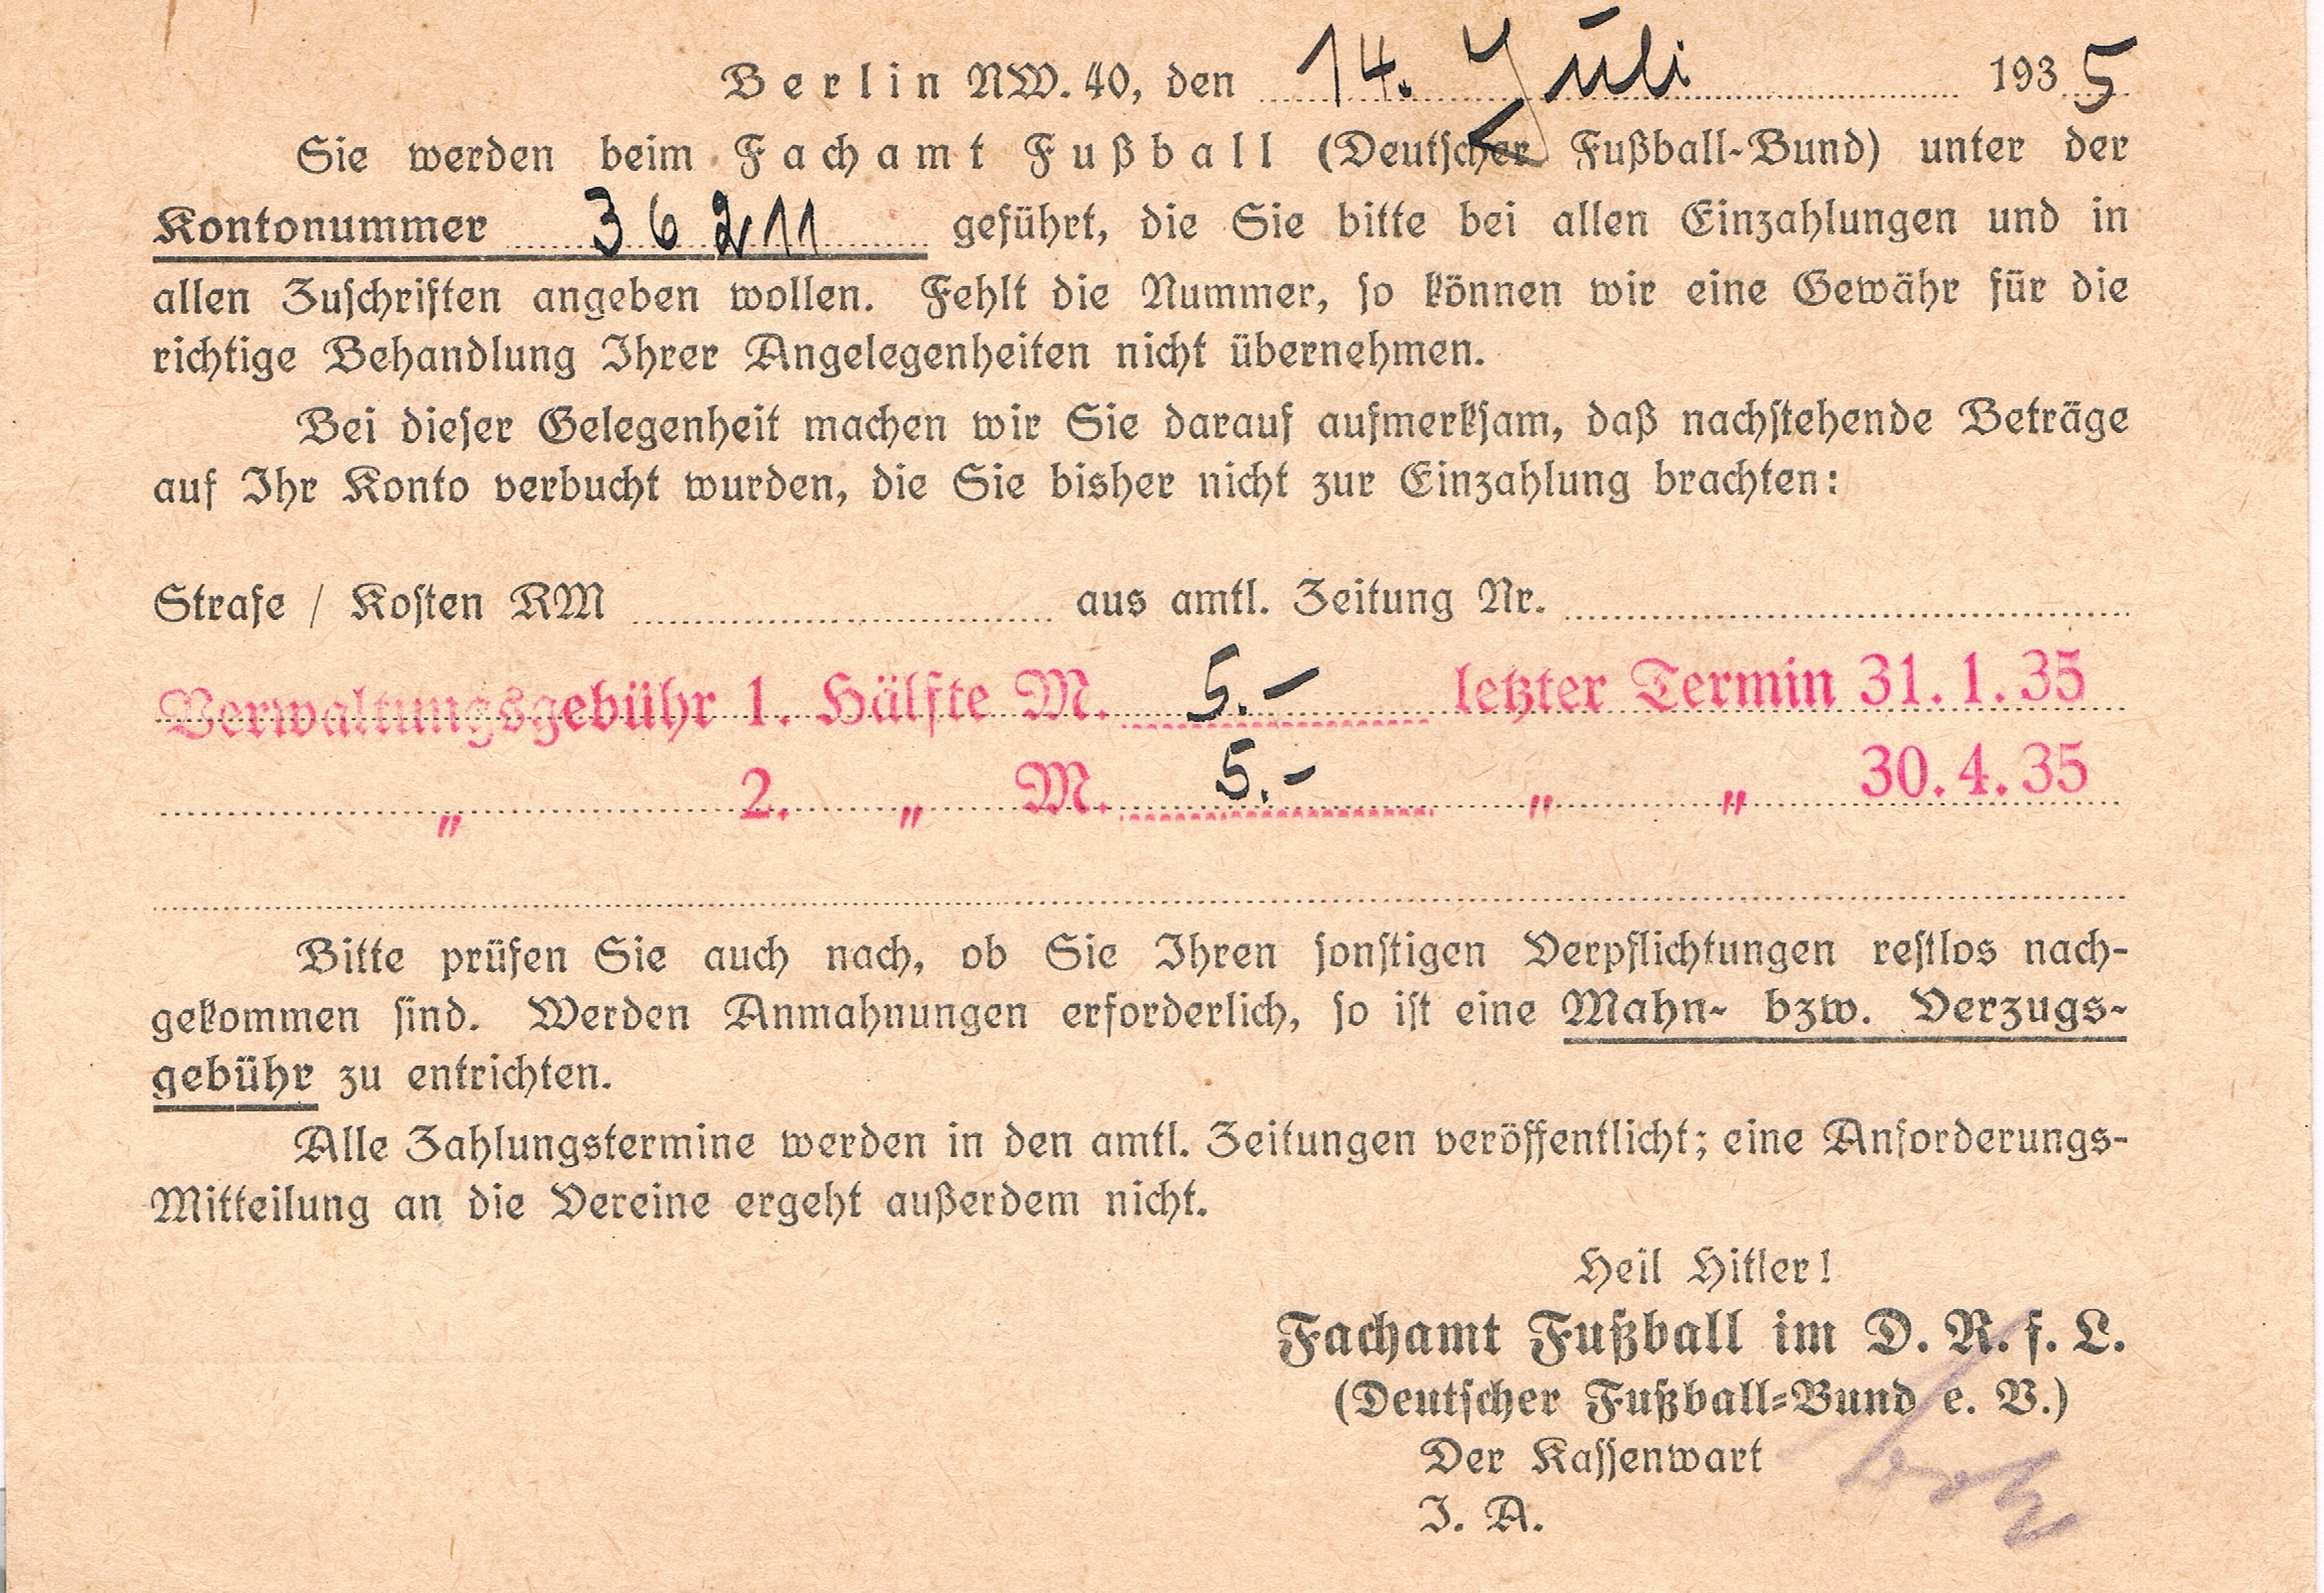 Berlin NW. 40, den 14. Juli 1935
Sie werden beim Fachamt Fußball (Deutscher Fußball-Bund) unter der
Kontonummer 36211 geführt, die Sie bitte bei allen Einzahlungen und in
allen Zuschriften angeben wollen. Fehlt die Nummer, so können wir eine Gewähr für die
richtige Behandlung Ihrer Angelegenheiten nicht übernehmen.
Bei dieser Gelegenheit machen wir Sie darauf aufmerksam, daß nachstehende Beträge
auf Ihr Konto verbucht wurden, die Sie bisher nicht zur Einzahlung brachten:
Strafe / Kosten RM aus amtl. Zeitung Nr.
Verwaltungsgebühr 1. Hälfte M. 5.- letzter Termin 31. 1. 35
" 2. " M. 5.- " " 30. 4. 35
Bitte prüfen Sie auch nach, ob Sie Ihren sonstigen Verpflichtungen restlos nach-
gekommen sind. Werden Anmahnungen erforderlich, so ist eine Mahn- bzw. Verzugs-
gebühr zu entrichten.
Alle Zahlungstermine werden in den amtl. Zeitungen veröffentlicht; eine Anforderungs-
Mitteilung an die Vereine ergeht außerdem nicht.
Heil Hitler!
Fachamt Fußball im D. R. f. L.
(Deutscher Fußball-Bund e. V.)
Der Kassenwart
I. A.